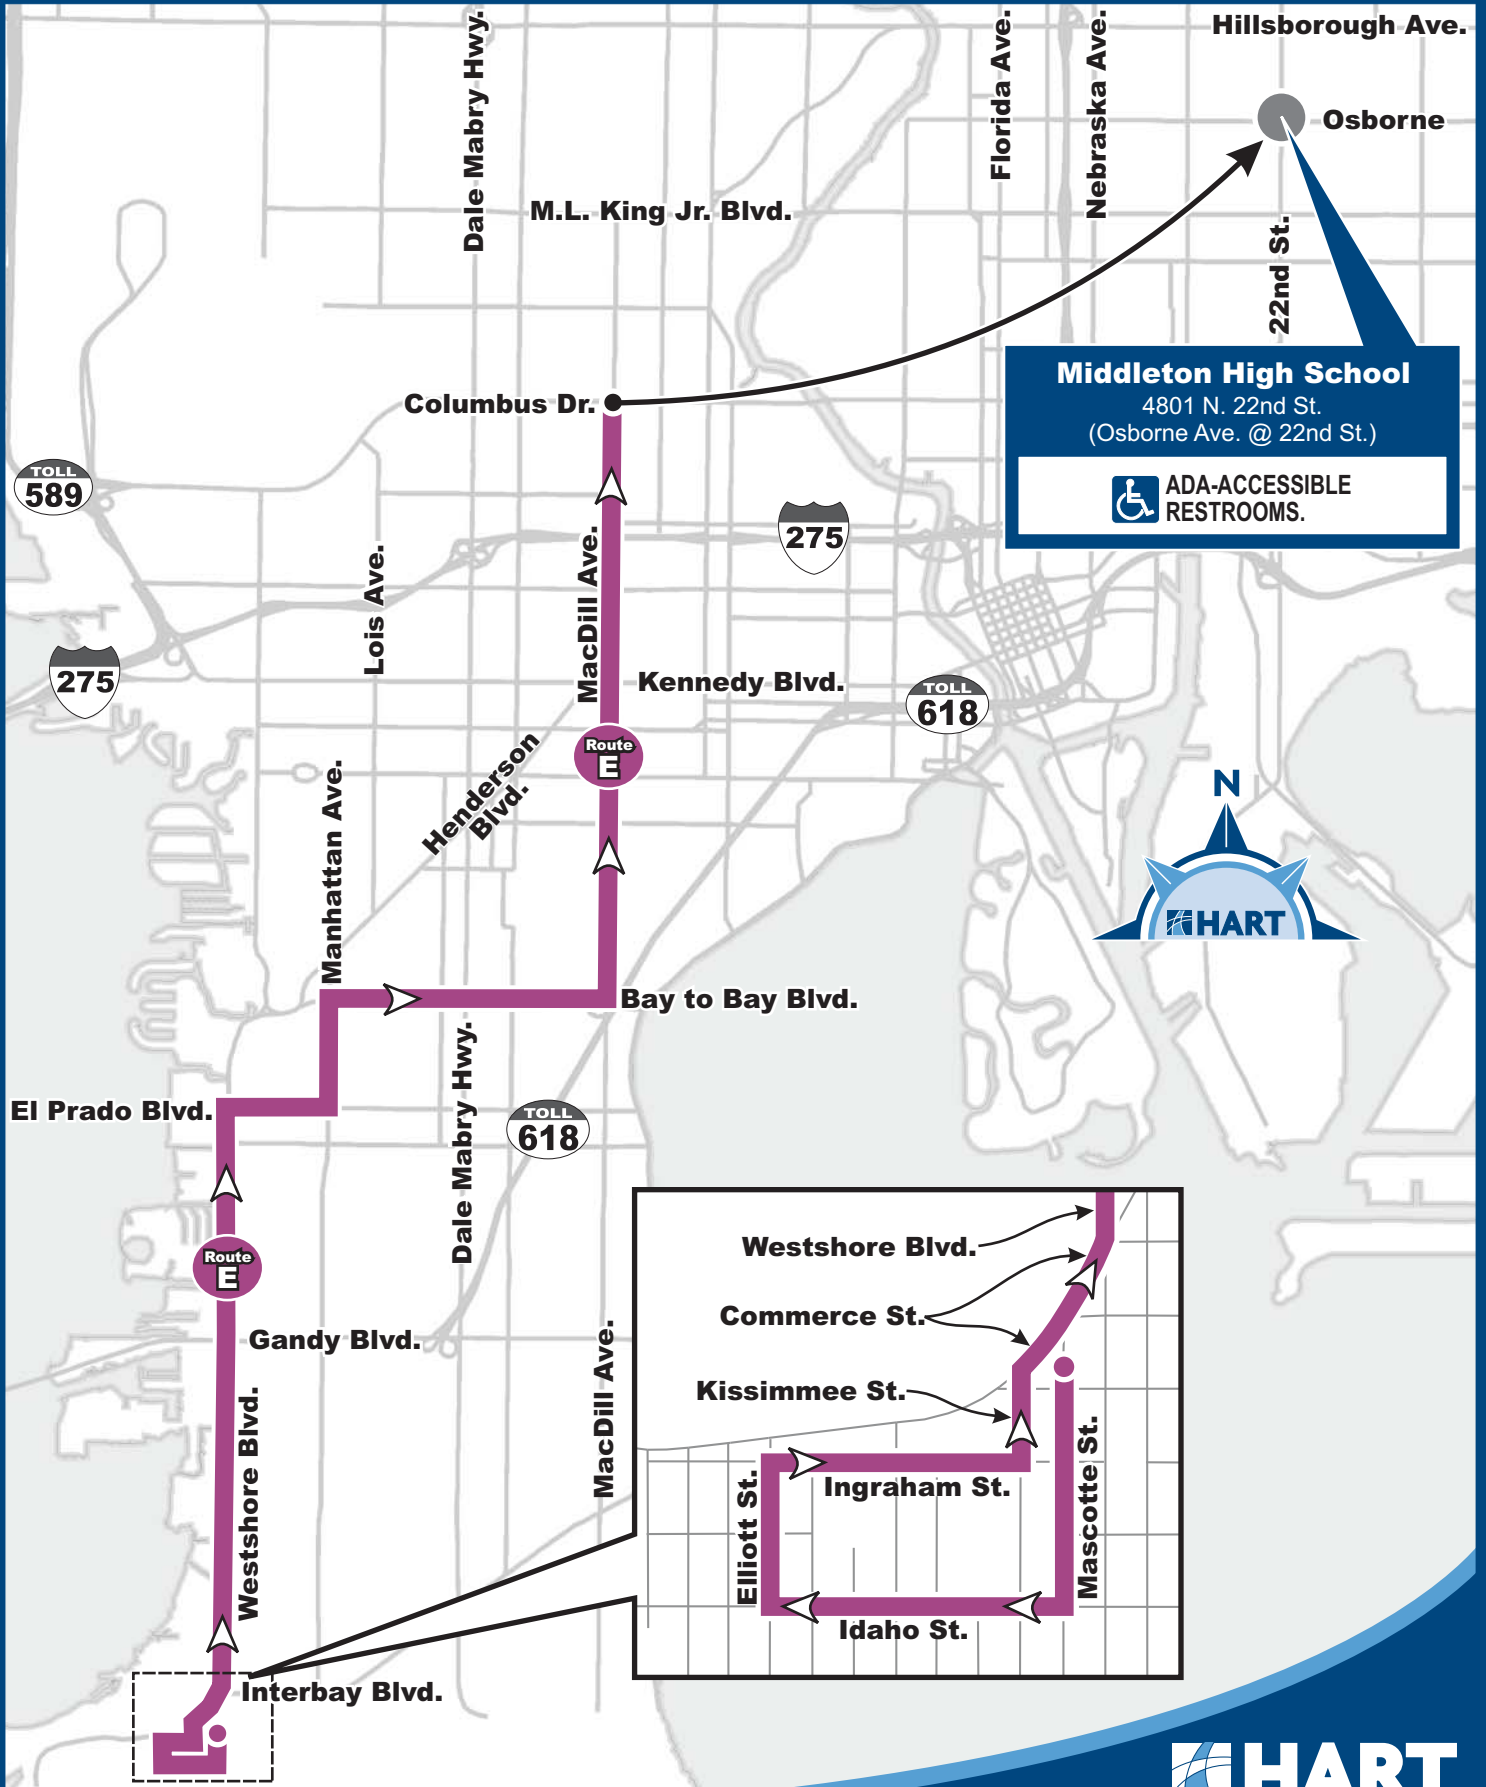 Hillsborough Ave.
Dale Mabry Hwy.
Florida Ave.
Nebraska Ave.
Osborne
M.L. King Jr. Blvd.
22nd St.
Middleton High School
4801 N. 22nd St.
(Osborne Ave. @ 22nd St.)
ADA-ACCESSIBLE
RESTROOMS.
Columbus Dr.
TOLL
589
275
Lois Ave.
MacDill Ave.
275
Kennedy Blvd.
TOLL
618
Route
E
Henderson
Blvd.
Manhattan Ave.
N
HART
Bay to Bay Blvd.
El Prado Blvd.
Dale Mabry Hwy.
TOLL
618
Route
E
Gandy Blvd.
MacDill Ave.
Westshore Blvd.
Westshore Blvd.
Commerce St.
Kissimmee St.
Ingraham St.
Elliott St.
Mascotte St.
Idaho St.
Interbay Blvd.
HART